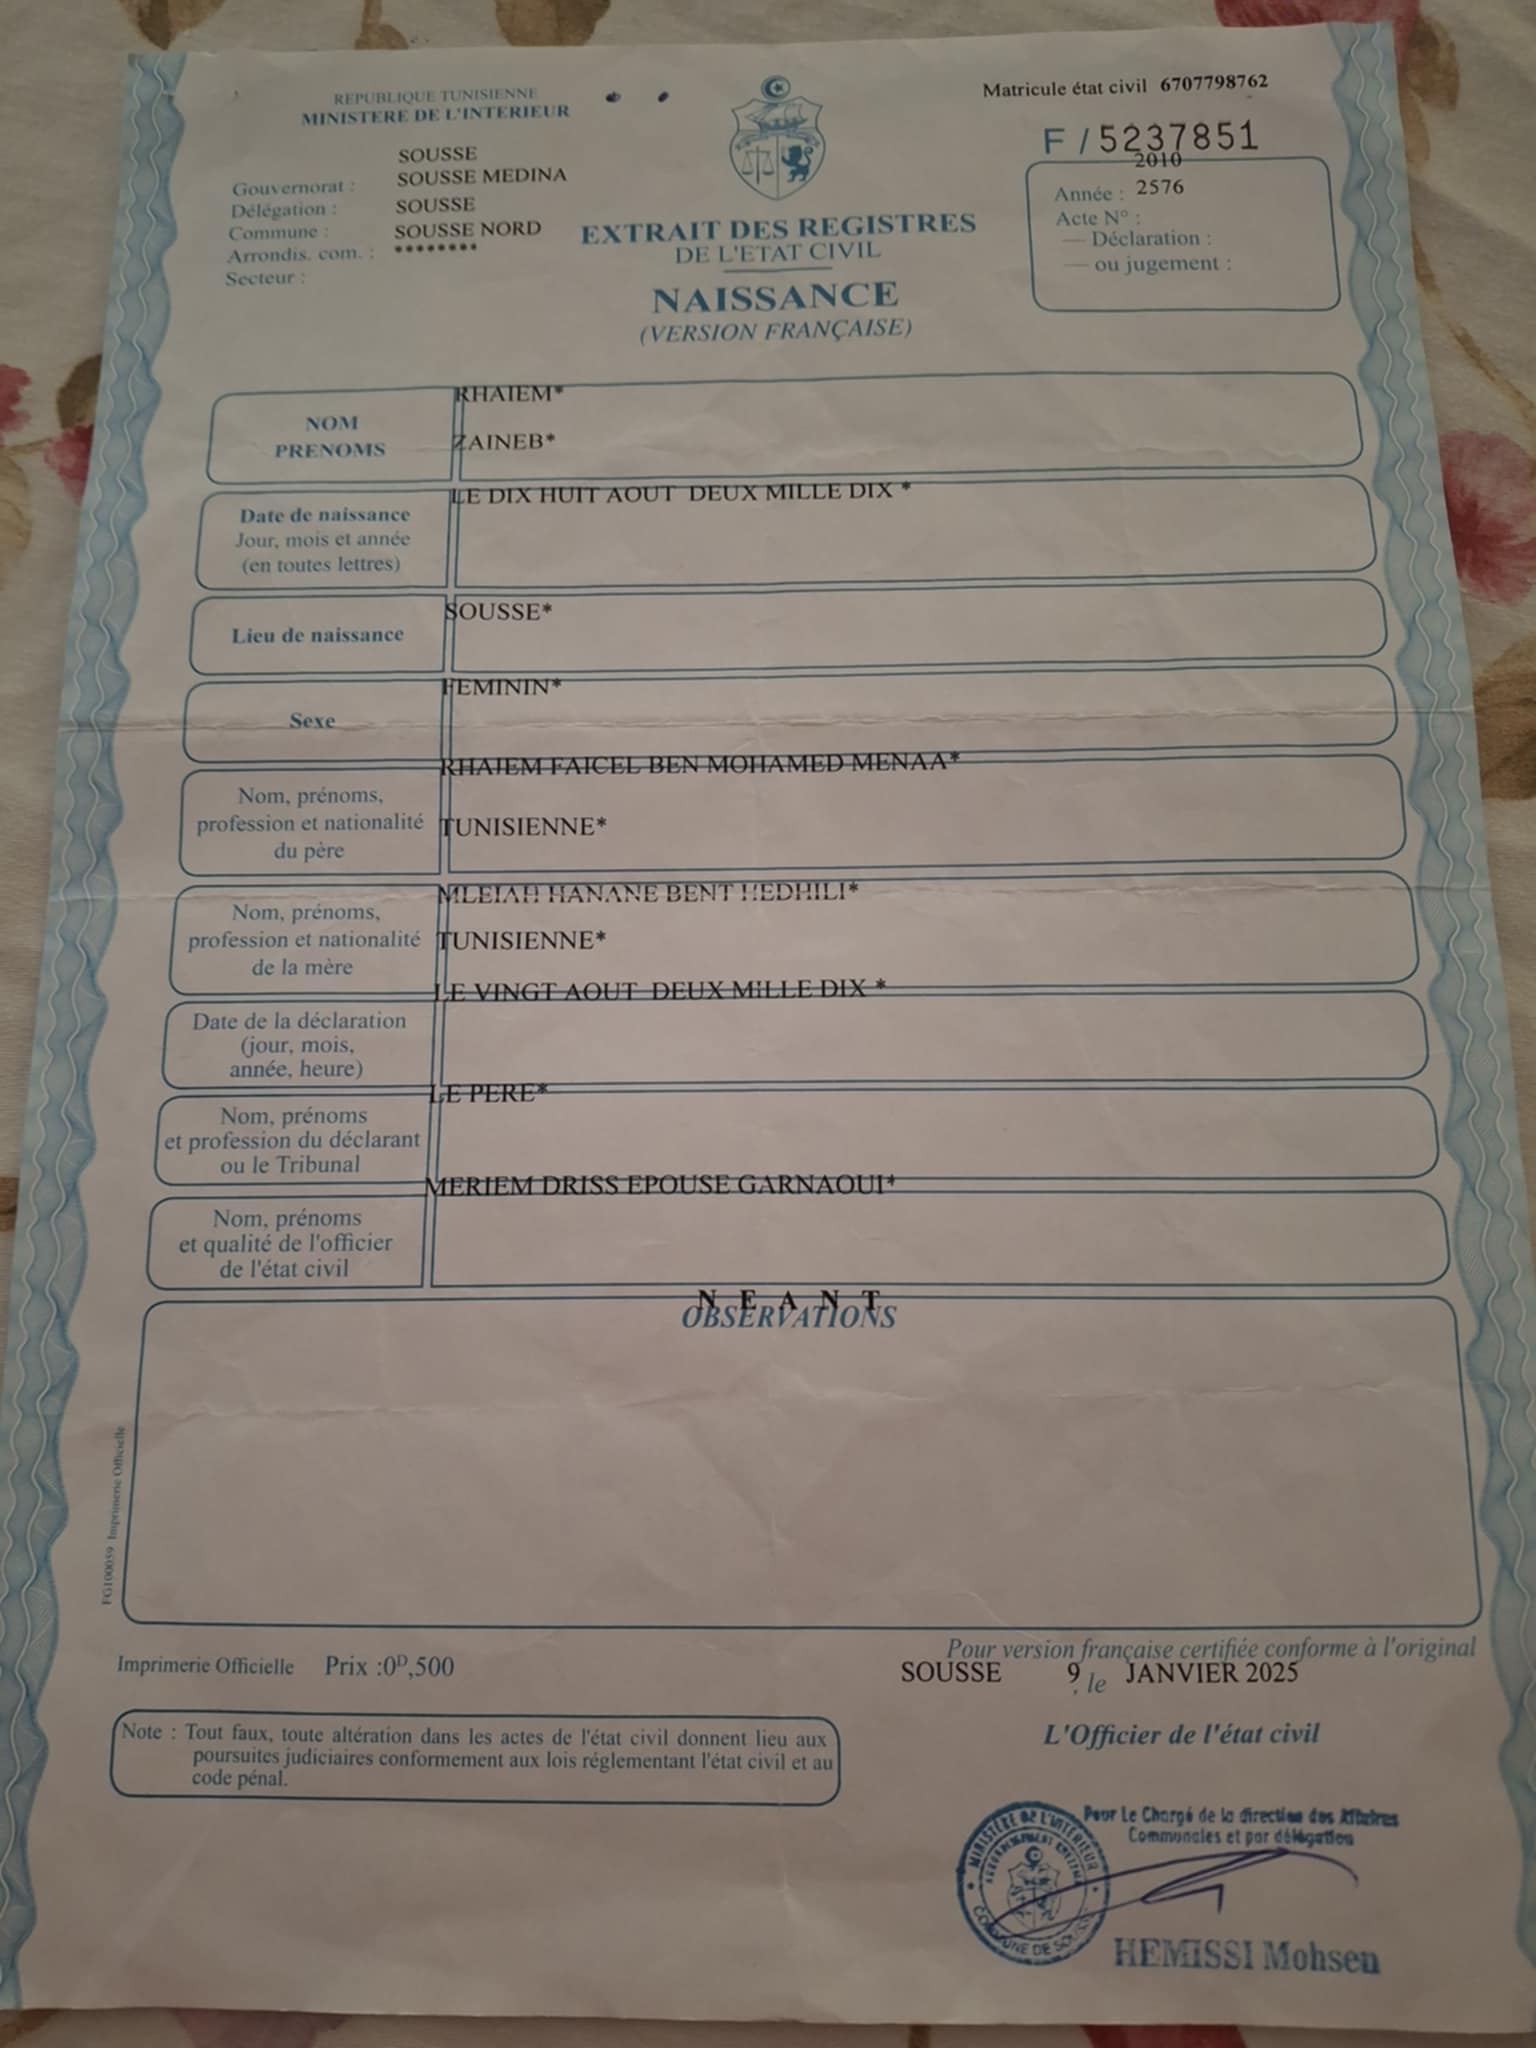 REPUBLIQUE TUNISIENNE
MINISTERE DE L'INTERIEUR
Matricule état civil 6707798762
F / 5237851
Gouvernorat : SOUSSE
Délégation : SOUSSE MEDINA
Commune : SOUSSE
Arrondis. com. : SOUSSE NORD
Secteur : ********
EXTRAIT DES REGISTRES
DE L'ETAT CIVIL
NAISSANCE
(VERSION FRANÇAISE)
Année : 2010
Acte N° : 2576
— Déclaration :
— ou jugement :
NOM
PRENOMS
RHAIEM*
ZAINEB*
Date de naissance
Jour, mois et année
(en toutes lettres)
LE DIX HUIT AOUT DEUX MILLE DIX *
Lieu de naissance
SOUSSE*
Sexe
FEMININ*
Nom, prénoms,
profession et nationalité
du père
RHAIEM FAICEL BEN MOHAMED MENAA*
TUNISIENNE*
Nom, prénoms,
profession et nationalité
de la mère
HANANE BENT HEDHILI*
TUNISIENNE*
Date de la déclaration
(jour, mois,
année, heure)
LE VINGT AOUT DEUX MILLE DIX *
Nom, prénoms
et profession du déclarant
ou le Tribunal
LE PERE*
Nom, prénoms
et qualité de l'officier
de l'état civil
MERIEM DRISS EPOUSE GARNAOUI*
N E A N T
OBSERVATIONS
FG100059 Imprimerie Officielle
Imprimerie Officielle Prix :0D,500
Pour version française certifiée conforme à l'original
SOUSSE 9, le JANVIER 2025
L'Officier de l'état civil
Note : Tout faux, toute altération dans les actes de l'état civil donnent lieu aux
poursuites judiciaires conformement aux lois réglementant l'état civil et au
code pénal.
Pour Le Chargé de la direction des Affaires
Communales et par délégation
MINISTÈRE DE L'INTERIEUR
COMMUNE DE SOUSSE
HEMISSI Mohsen